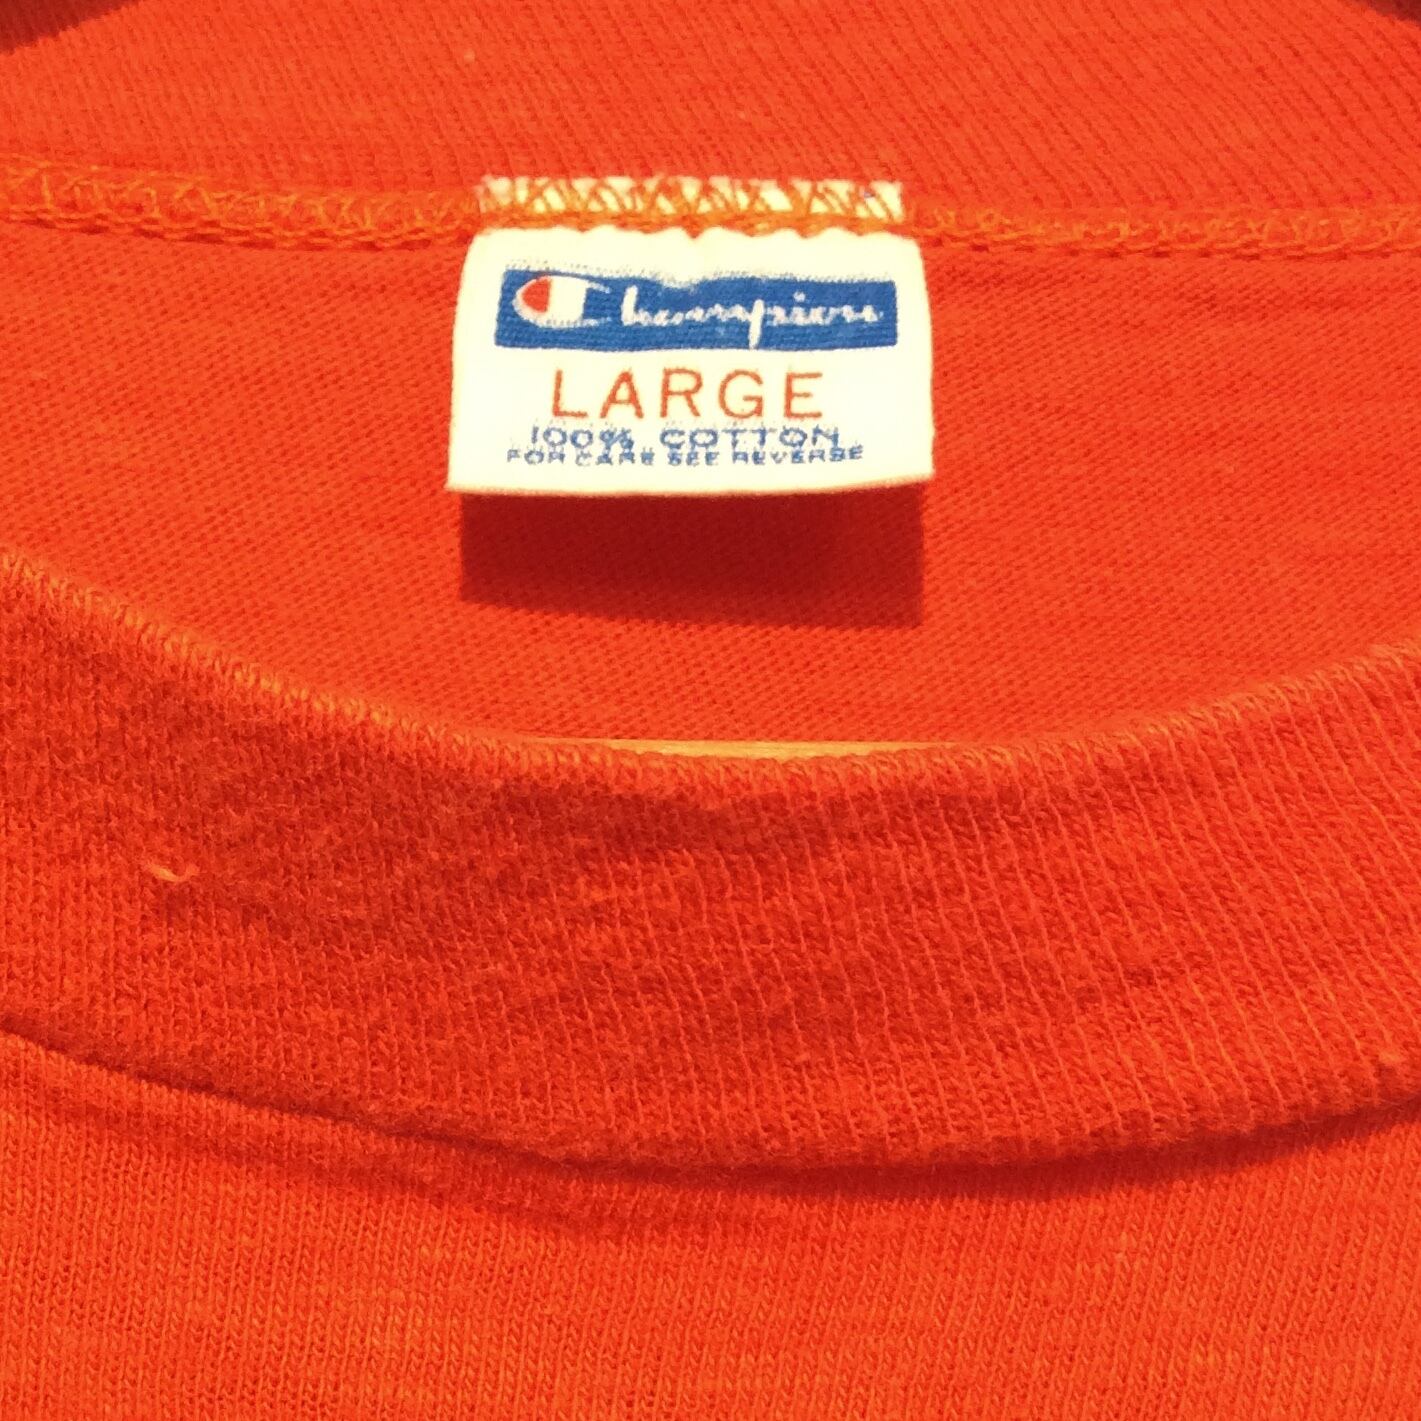 Champion
LARGE
100% COTTON
FOR CARE SEE REVERSE